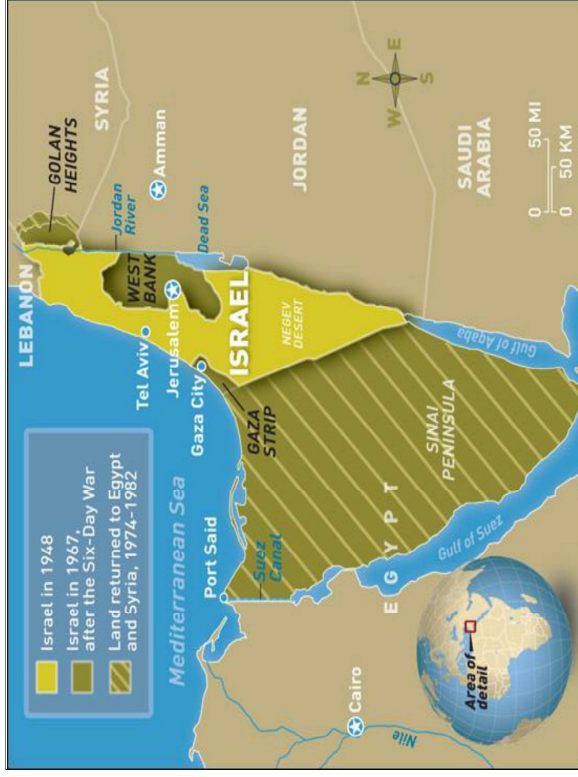 Israel in 1948
Israel in 1967,
after the Six-Day War
Land returned to Egypt
and Syria, 1974-1982
LEBANON
GOLAN
HEIGHTS
SYRIA
Mediterranean Sea
Jordan
River
Amman
Tel Aviv
WEST
BANK
Jerusalem
Dead Sea
Gaza City
ISRAEL
JORDAN
GAZA
STRIP
NEGEV
DESERT
Port Said
Suez
Canal
N
W
E
S
Cairo
Nile
EGYPT
SINAI
PENINSULA
SAUDI
ARABIA
Gulf of Aqaba
Gulf of Suez
Area of
detail
0 50 MI
0 50 KM